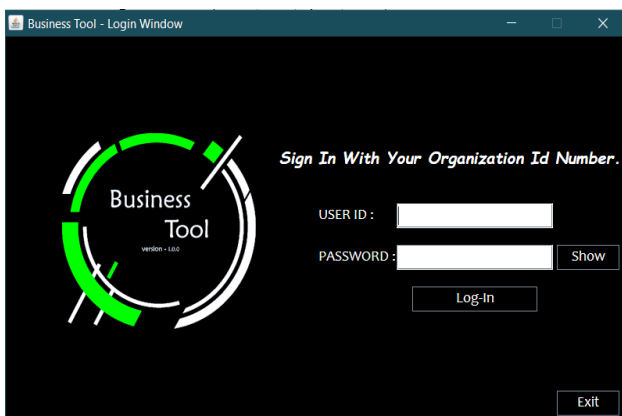 Business Tool - Login Window
Sign In With Your Organization Id Number.
Business
Tool
version - 1.0.0
USER ID :
PASSWORD :
Show
Log-In
Exit